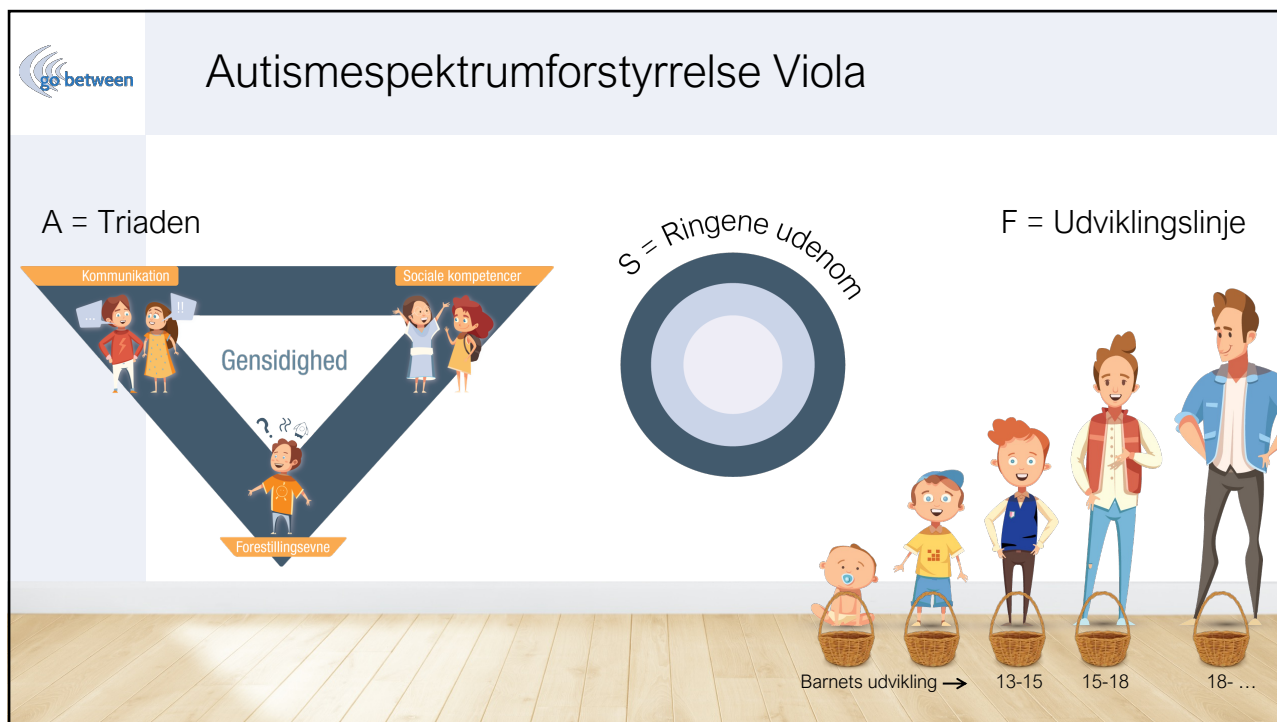 go between
Autismespektrumforstyrrelse Viola
A = Triaden
Kommunikation
Sociale kompetencer
...
!!
Gensidighed
?
Forestillingsevne
S = Ringene udenom
F = Udviklingslinje
Barnets udvikling → 13-15 15-18 18- ...